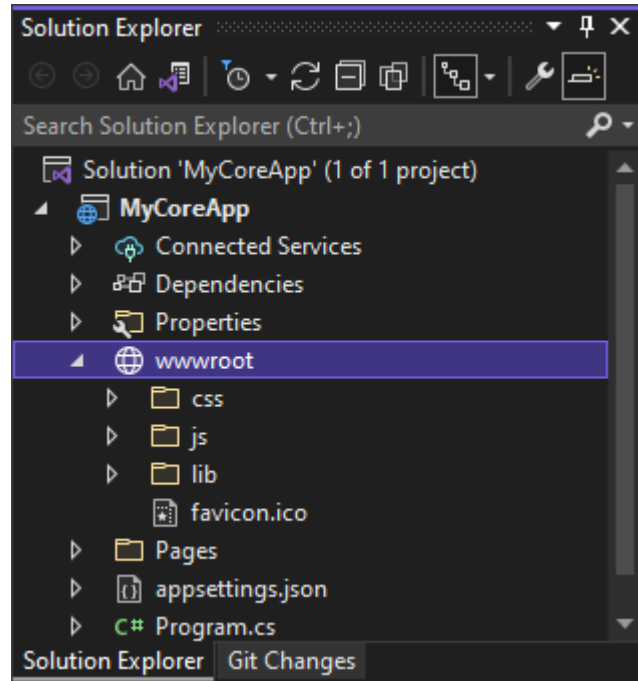 Solution Explorer
Search Solution Explorer (Ctrl+;)
Solution 'MyCoreApp' (1 of 1 project)
MyCoreApp
Connected Services
Dependencies
Properties
wwwroot
css
js
lib
favicon.ico
Pages
appsettings.json
C# Program.cs
Solution Explorer Git Changes